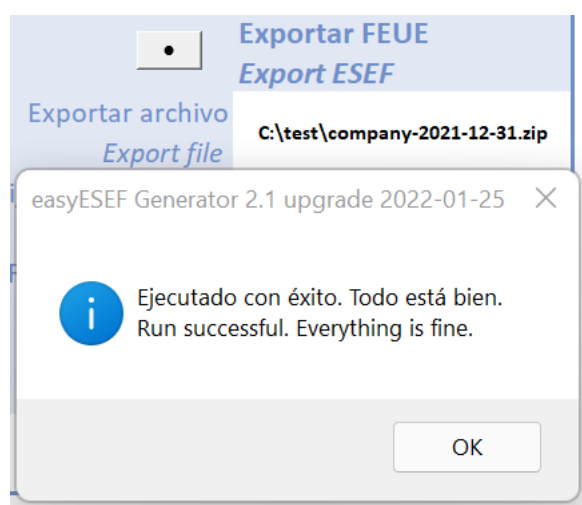 Exportar FEUE
Export ESEF
Exportar archivo
Export file
C:\test\company-2021-12-31.zip
easyESEF Generator 2.1 upgrade 2022-01-25
Ejecutado con éxito. Todo está bien.
Run successful. Everything is fine.
OK